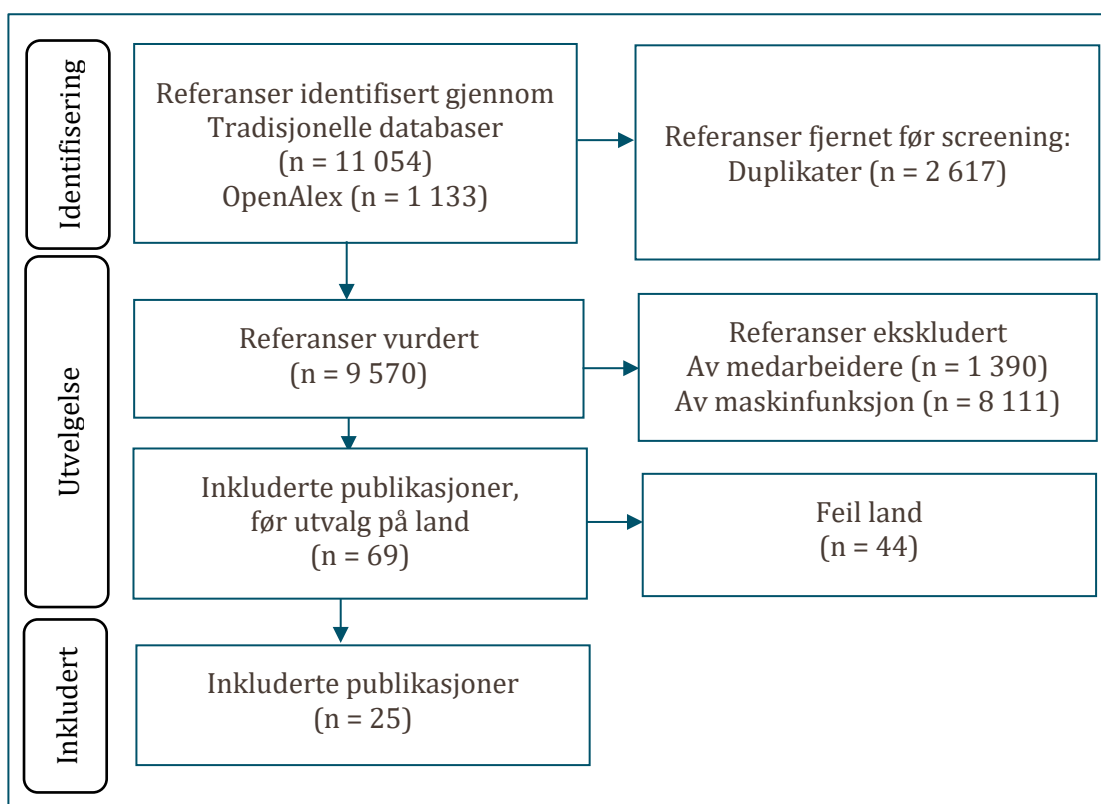 Identifisering
Referanser identifisert gjennom
Tradisjonelle databaser
(n = 11 054)
OpenAlex (n = 1 133)
Referanser fjernet før screening:
Duplikater (n = 2 617)
Utvelgelse
Referanser vurdert
(n = 9 570)
Referanser ekskludert
Av medarbeidere (n = 1 390)
Av maskinfunksjon (n = 8 111)
Inkluderte publikasjoner,
før utvalg på land
(n = 69)
Feil land
(n = 44)
Inkludert
Inkluderte publikasjoner
(n = 25)